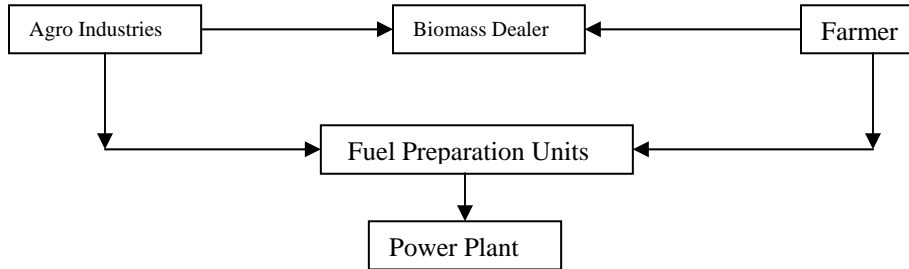 Agro Industries
Biomass Dealer
Farmer
Fuel Preparation Units
Power Plant